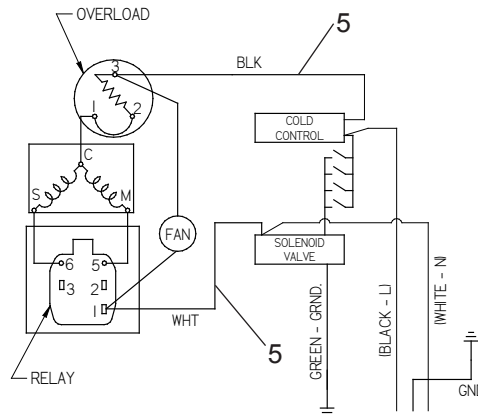 OVERLOAD
5
BLK
3
1
2
COLD
CONTROL
C
S
M
FAN
SOLENOID
VALVE
6
5
3
2
1
WHT
5
RELAY
GREEN - GRND.
(BLACK - L)
(WHITE - N)
GN